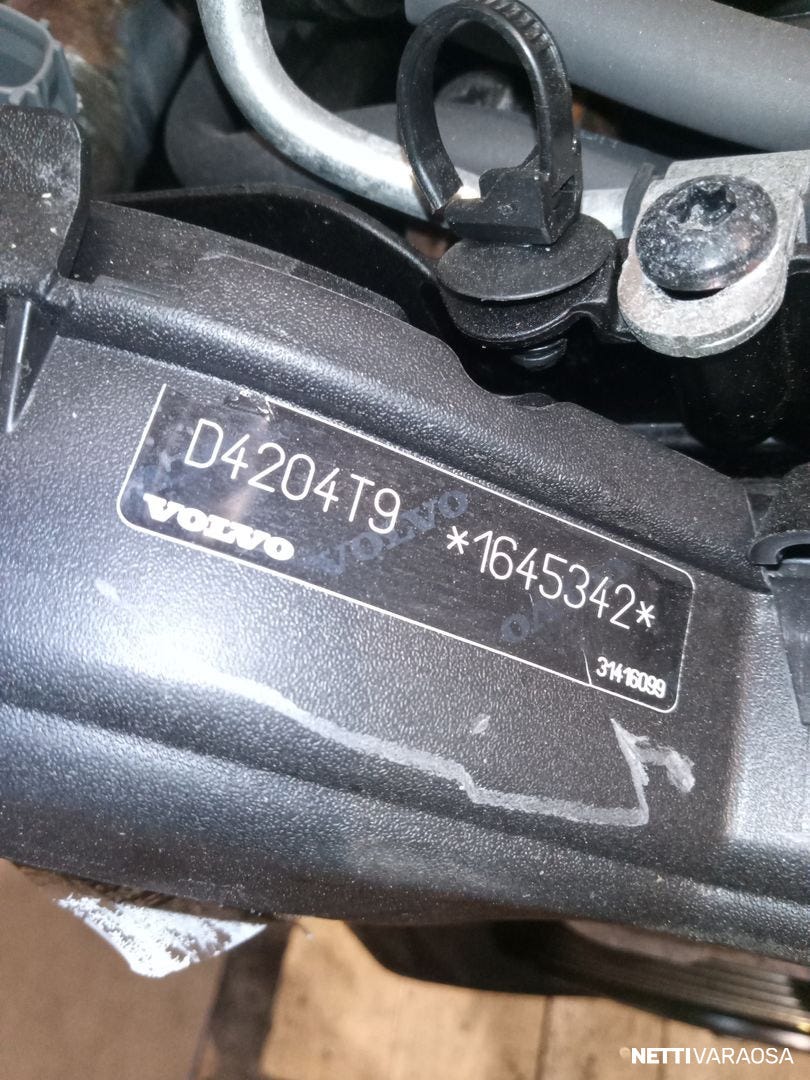 D4204T9 *1645342*
VOLVO
VOLVO
31416099
NETTIVARAOSA